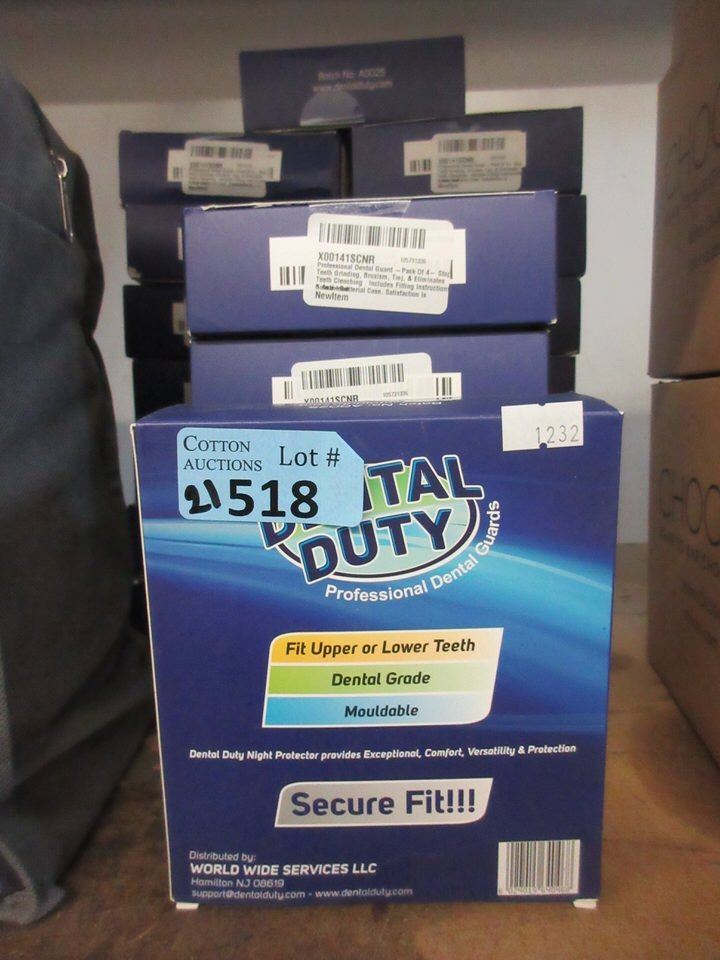 Batch No A0025
www.dentalduty.com
X00141SCNR
Professional Dental Guard - Pack Of 4 - Stop
Teeth Grinding, Bruxism, Tmj, & Eliminates
Teeth Clenching. Includes Fitting Instructions
Case. Satisfaction is
NewItem
X00141SCNR
1232
COTTON
AUCTIONS
Lot #
21518
DENTAL
DUTY
Professional Dental Guards
Fit Upper or Lower Teeth
Dental Grade
Mouldable
Dental Duty Night Protector provides Exceptional, Comfort, Versatility & Protection
Secure Fit!!!
Distributed by:
WORLD WIDE SERVICES LLC
Hamilton NJ 08619
support@dentalduty.com - www.dentalduty.com